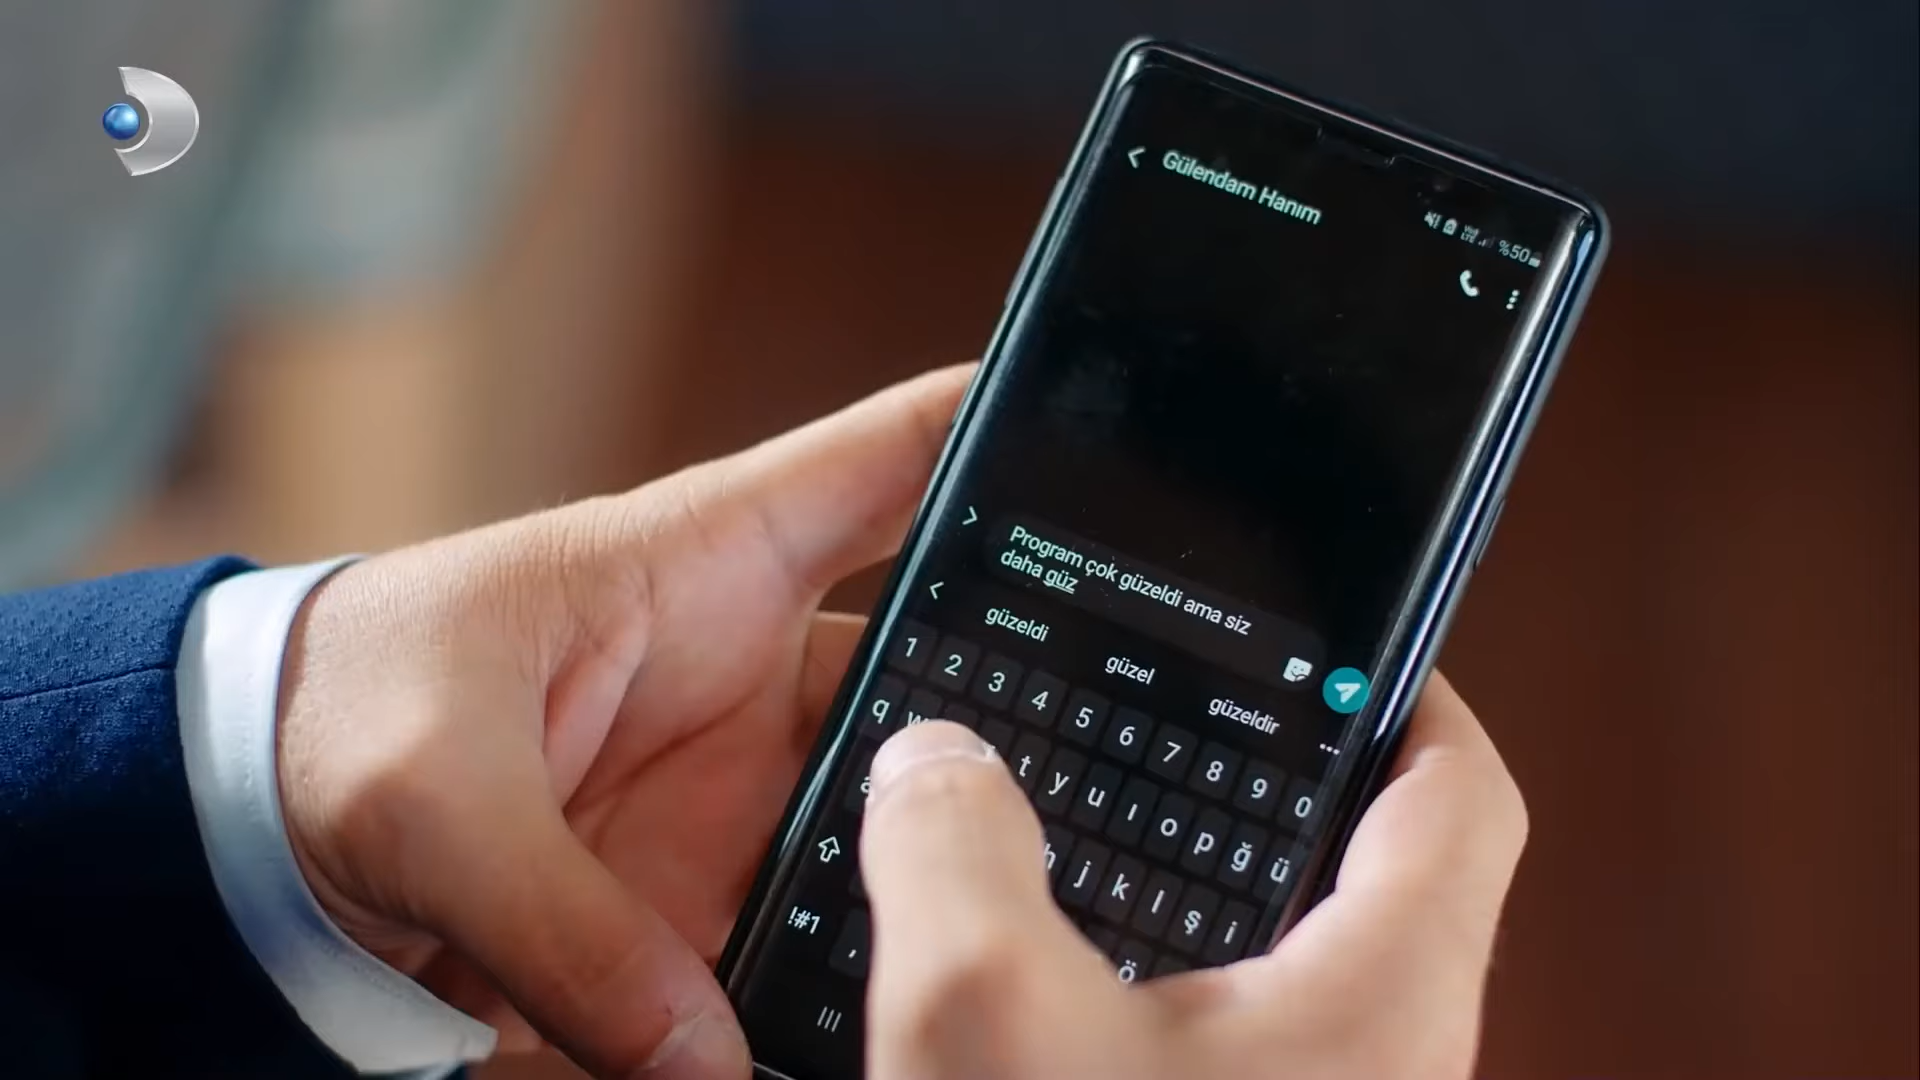 Gülendam Hanım
%50
Program çok güzeldi ama siz
daha güz
güzeldi güzel güzeldir
1 2 3 4 5 6 7 8 9 0
q w t y u ı o p ğ ü
a h j k l ş i
ö
!#1 ,